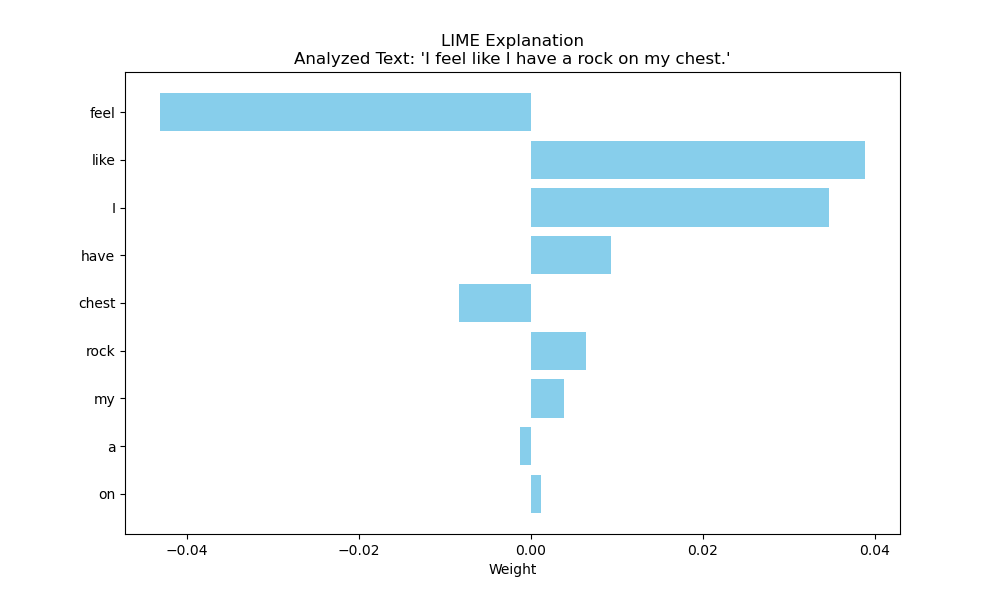 LIME Explanation
Analyzed Text: 'I feel like I have a rock on my chest.'
feel
like
I
have
chest
rock
my
a
on
−0.04 −0.02 0.00 0.02 0.04
Weight